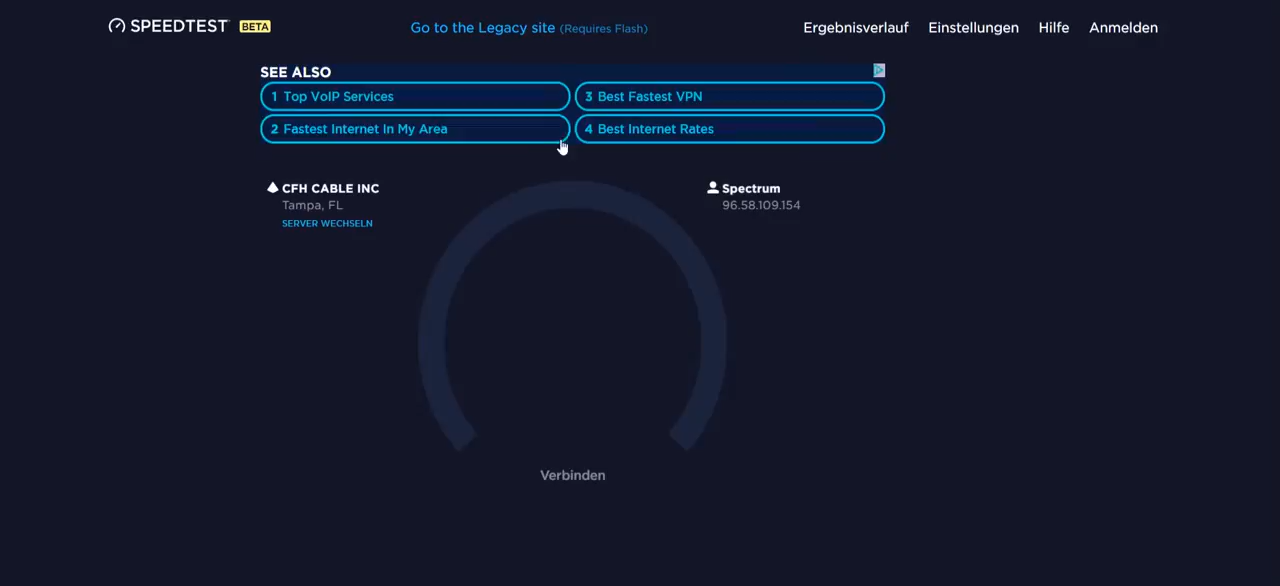 SPEEDTEST BETA
Go to the Legacy site (Requires Flash)
Ergebnisverlauf Einstellungen Hilfe Anmelden
SEE ALSO
1 Top VoIP Services
3 Best Fastest VPN
2 Fastest Internet In My Area
4 Best Internet Rates
CFH CABLE INC
Tampa, FL
SERVER WECHSELN
Spectrum
96.58.109.154
Verbinden